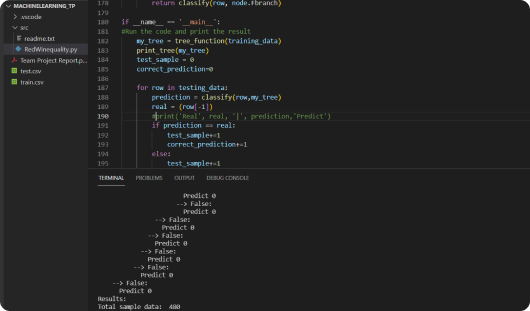 MACHINELEARNING_TP
.vscode
src
readme.txt
RedWinequality.py
Team Project Report.p...
test.csv
train.csv
178 return classify(row, node.Fbranch)
179
180 if __name__ == '__main__':
181 #Run the code and print the result
182 my_tree = tree_function(training_data)
183 print_tree(my_tree)
184 test_sample = 0
185 correct_prediction=0
186
187 for row in testing_data:
188 prediction = classify(row,my_tree)
189 real = (row[-1])
190 #print('Real', real, '|', prediction,'Predict')
191 if prediction == real:
192 test_sample+=1
193 correct_prediction+=1
194 else:
195 test_sample+=1
TERMINAL PROBLEMS OUTPUT DEBUG CONSOLE
Predict 0
--> False:
Predict 0
--> False:
Predict 0
--> False:
Predict 0
--> False:
Predict 0
--> False:
Predict 0
--> False:
Predict 0
Results:
Total sample data: 480